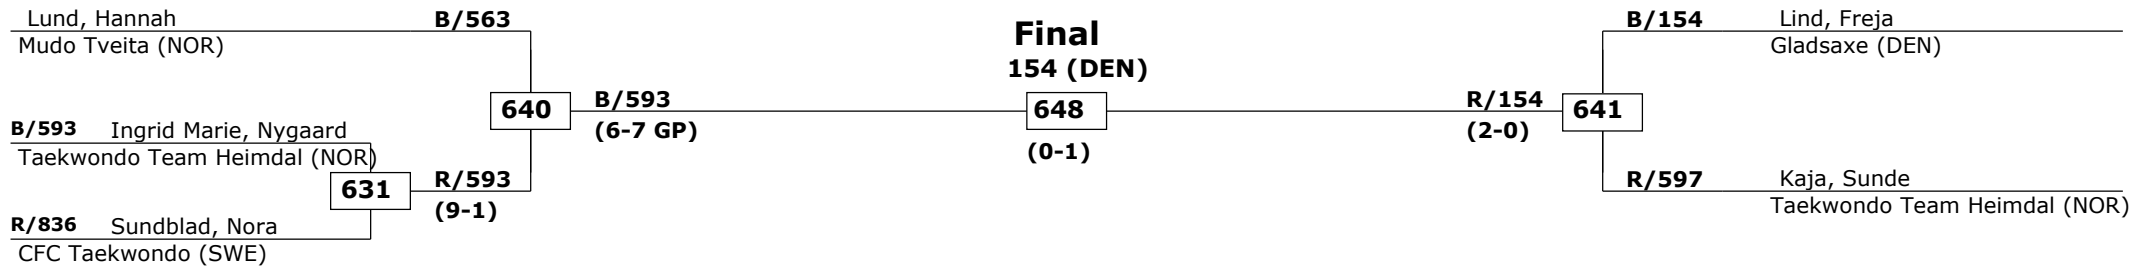 Lund, Hannah
B/563
Mudo Tveita (NOR)
B/593 Ingrid Marie, Nygaard
Taekwondo Team Heimdal (NOR)
R/836 Sundblad, Nora
CFC Taekwondo (SWE)
631
R/593
(9-1)
640
B/593
(6-7 GP)
Final
154 (DEN)
648
(0-1)
R/154
(2-0)
641
B/154 Lind, Freja
Gladsaxe (DEN)
R/597 Kaja, Sunde
Taekwondo Team Heimdal (NOR)